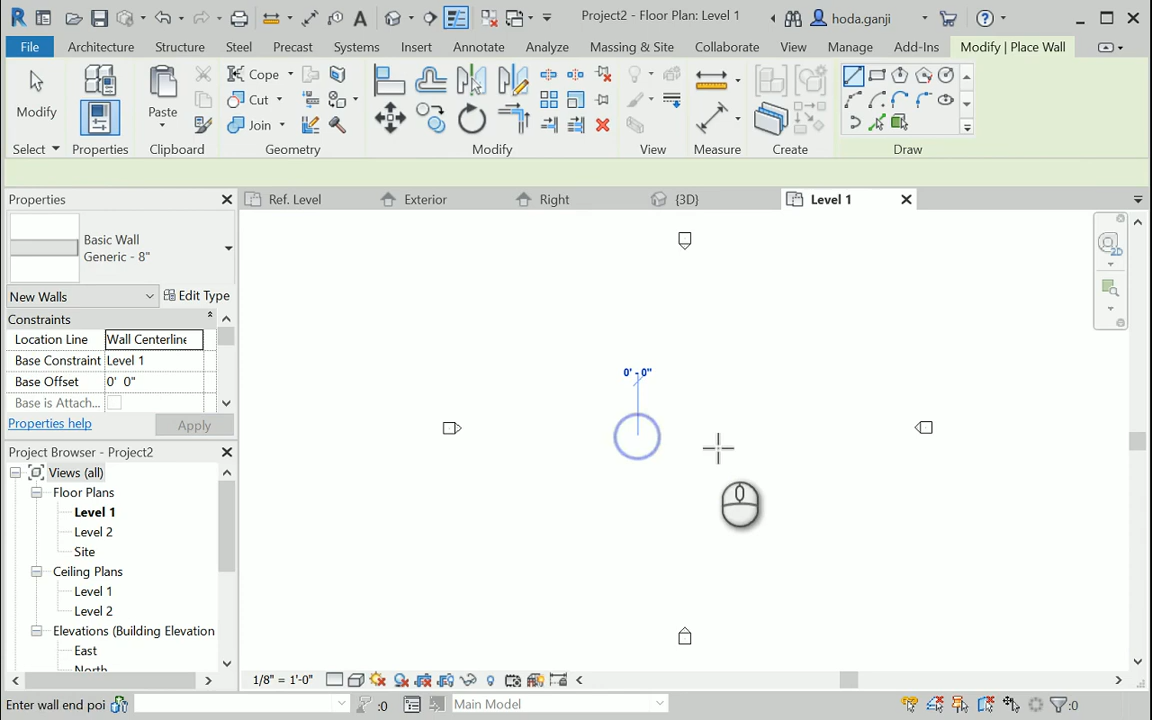 Project2 - Floor Plan: Level 1
hoda.ganji
File Architecture Structure Steel Precast Systems Insert Annotate Analyze Massing & Site Collaborate View Manage Add-Ins Modify | Place Wall
Modify
Paste
Cope
Cut
Join
Select Properties Clipboard Geometry Modify View Measure Create Draw
Properties
Ref. Level Exterior Right {3D} Level 1
Basic Wall
Generic - 8"
New Walls Edit Type
Constraints
Location Line Wall Centerline
Base Constraint Level 1
Base Offset 0' 0"
Base is Attach...
Properties help Apply
Project Browser - Project2
Views (all)
Floor Plans
Level 1
Level 2
Site
Ceiling Plans
Level 1
Level 2
Elevations (Building Elevation
East
North
0' - 0"
2D
1/8" = 1'-0"
Enter wall end poi :0 Main Model :0